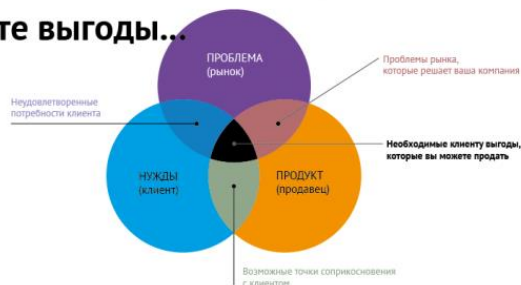 те выгоды...
ПРОБЛЕМА
(рынок)
Проблемы рынка,
которые решает ваша компания
Неудовлетворенные
потребности клиента
Необходимые клиенту выгоды,
которые вы можете продать
НУЖДЫ
(клиент)
ПРОДУКТ
(продавец)
Возможные точки соприкосновения
с клиентом